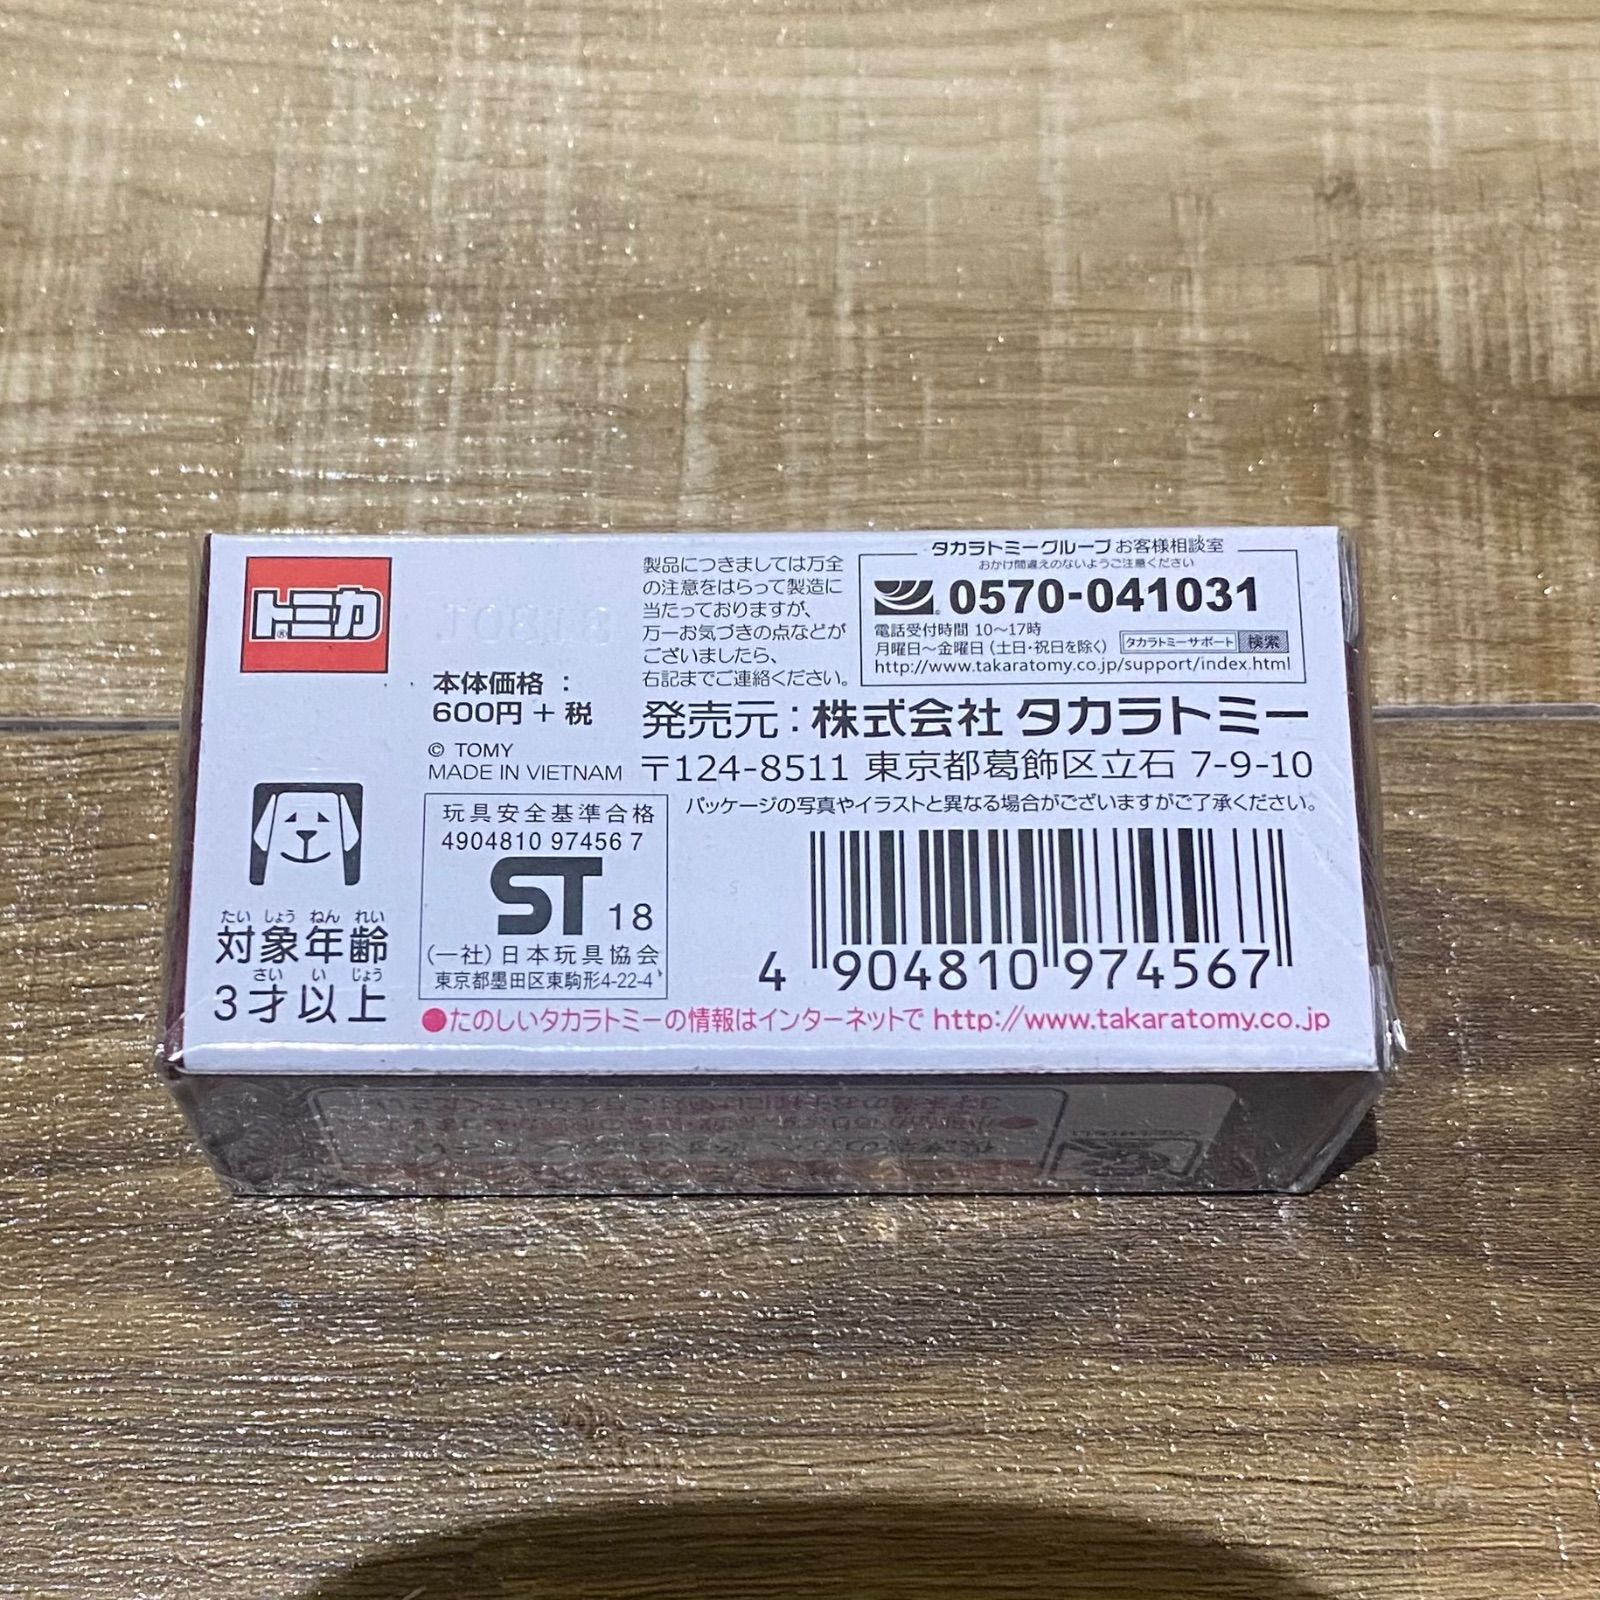 トミカ®
本体価格：
600円＋税
© TOMY
MADE IN VIETNAM
製品につきましては万全
の注意をはらって製造に
当たっておりますが、
万一お気づきの点などが
ございましたら、
右記までご連絡ください。
タカラトミーグループ お客様相談室
おかけ間違えのないようご注意ください
0570-041031
電話受付時間 10～17時
月曜日～金曜日（土日・祝日を除く） タカラトミーサポート 検索
http://www.takaratomy.co.jp/support/index.html
発売元：株式会社 タカラトミー
〒124-8511 東京都葛飾区立石 7-9-10
パッケージの写真やイラストと異なる場合がございますがご了承ください。
たいしょうねんれい
対象年齢
さいいじょう
3才以上
玩具安全基準合格
4904810 97456 7
ST 18
（一社）日本玩具協会
東京都墨田区東駒形4-22-4
4 904810 974567
●たのしいタカラトミーの情報はインターネットで http://www.takaratomy.co.jp